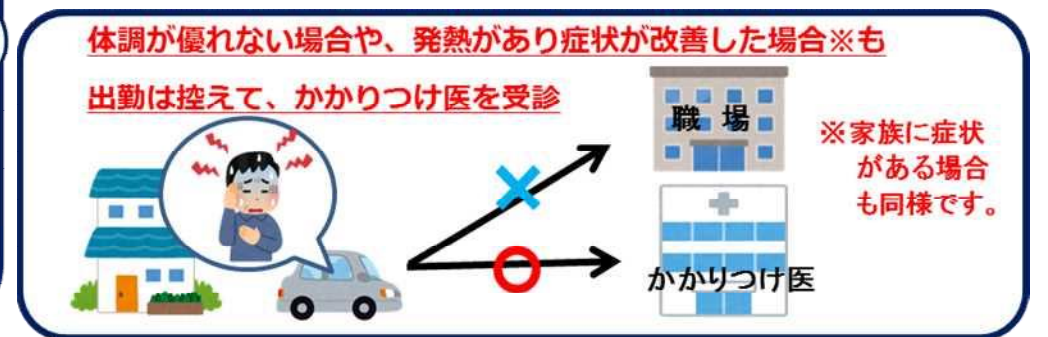 体調が優れない場合や、発熱があり症状が改善した場合※も
出勤は控えて、かかりつけ医を受診
職場
※家族に症状
がある場合
も同様です。
かかりつけ医